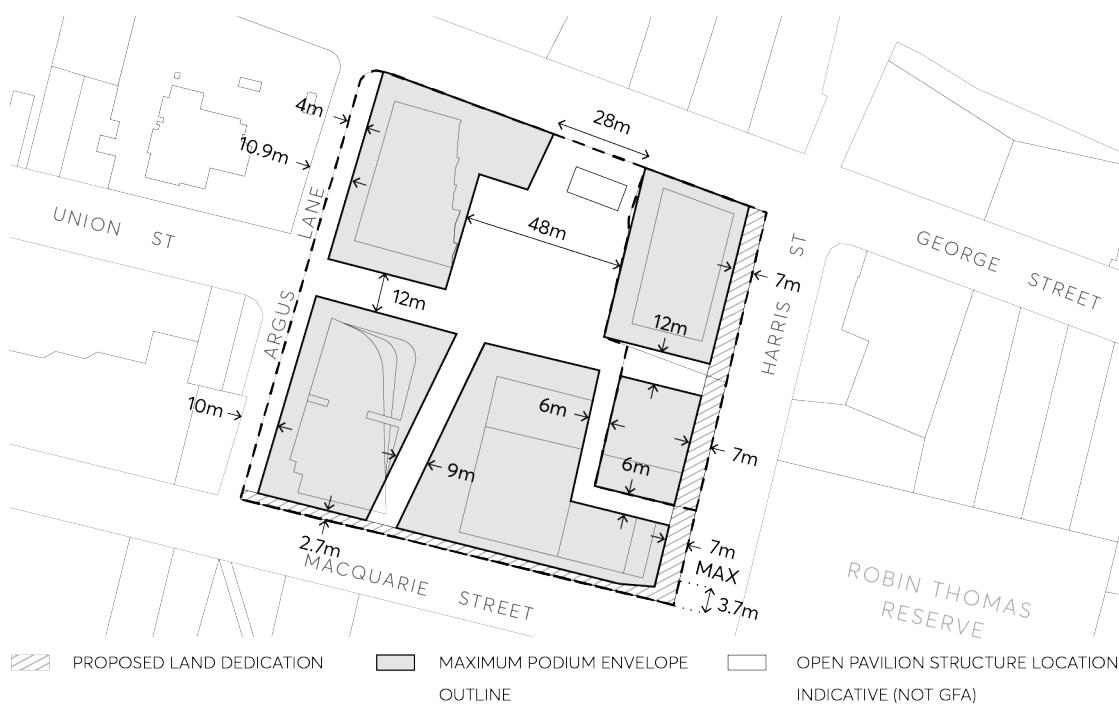 28m
4m
10.9m
LANE
UNION ST
48m
ST
GEORGE STREET
7m
12m
12m
HARRIS
ARGUS
10m
6m
7m
6m
9m
7m
MAX
2.7m
MACQUARIE STREET
3.7m
ROBIN THOMAS
RESERVE
PROPOSED LAND DEDICATION
MAXIMUM PODIUM ENVELOPE
OUTLINE
OPEN PAVILION STRUCTURE LOCATION
INDICATIVE (NOT GFA)